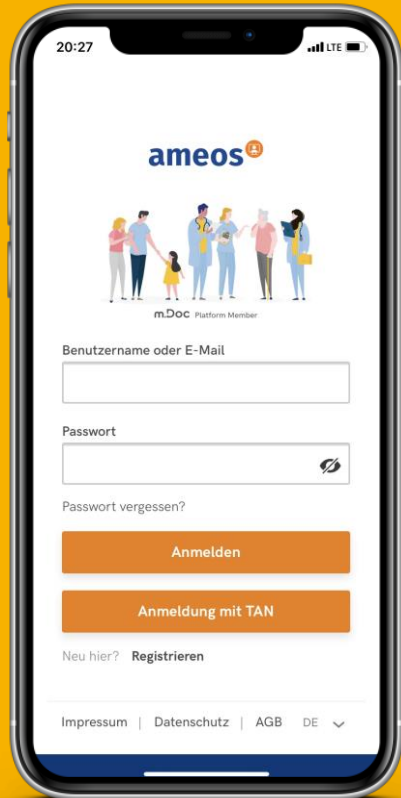 20:27
LTE
ameos
m.Doc Platform Member
Benutzername oder E-Mail
Passwort
Passwort vergessen?
Anmelden
Anmeldung mit TAN
Neu hier? Registrieren
Impressum | Datenschutz | AGB DE